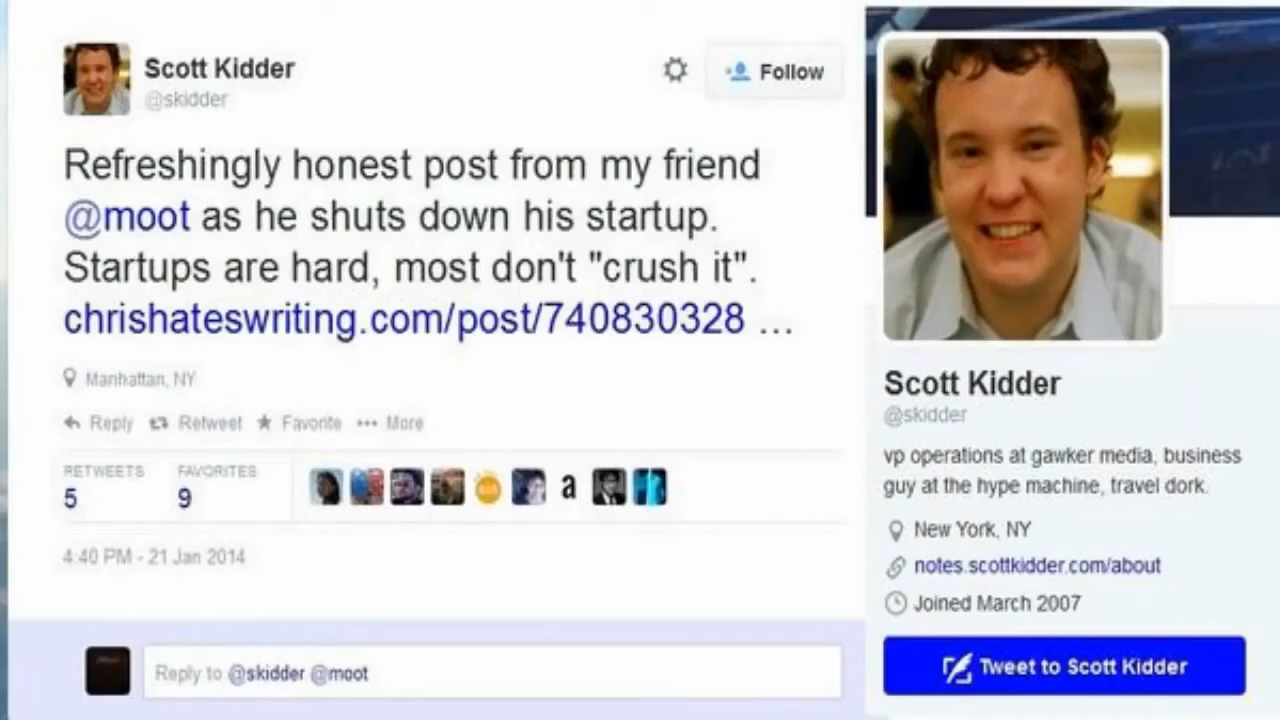 Scott Kidder
@skidder
Follow
Refreshingly honest post from my friend
@moot as he shuts down his startup.
Startups are hard, most don't "crush it".
chrishateswriting.com/post/740830328 ...
Manhattan, NY
Reply Retweet Favorite More
RETWEETS FAVORITES
5 9
a
4:40 PM - 21 Jan 2014
Reply to @skidder @moot
Scott Kidder
@skidder
vp operations at gawker media, business
guy at the hype machine, travel dork.
New York, NY
notes.scottkidder.com/about
Joined March 2007
Tweet to Scott Kidder